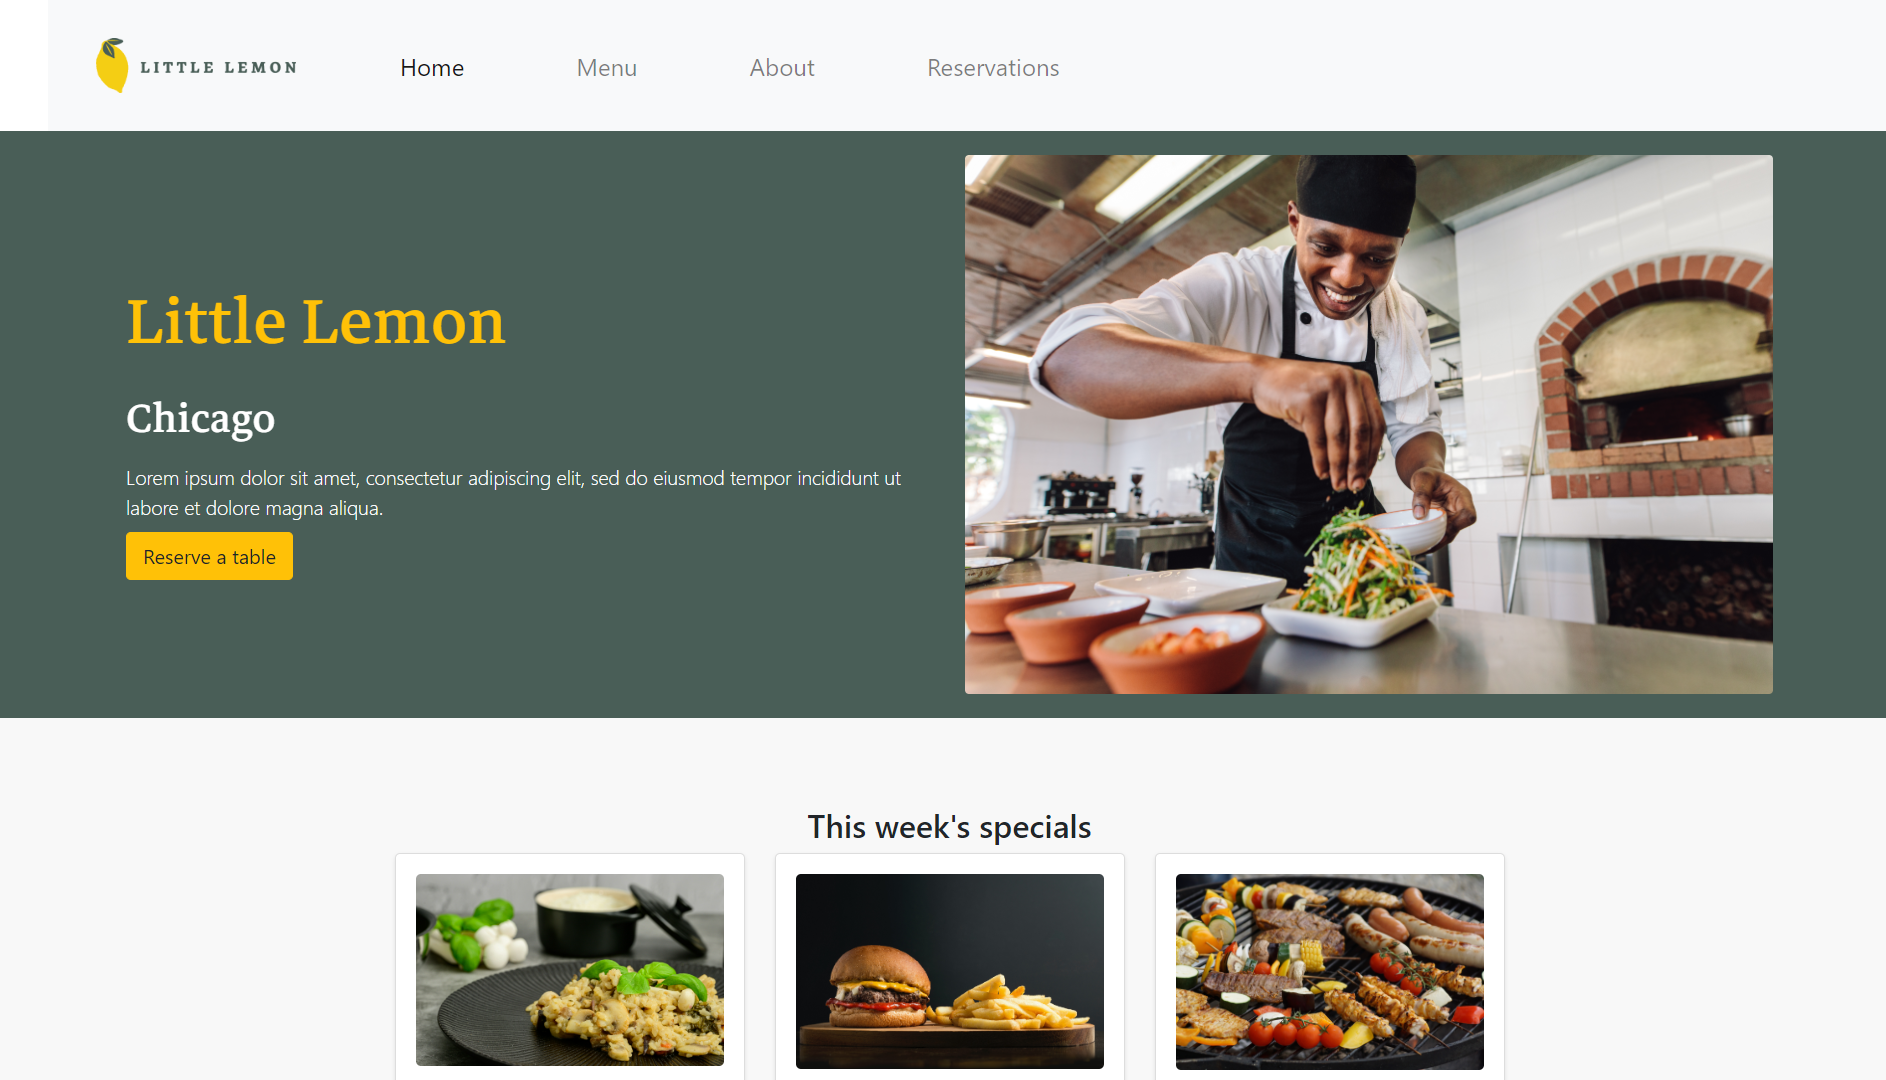 LITTLE LEMON
Home
Menu
About
Reservations
Little Lemon
Chicago
Lorem ipsum dolor sit amet, consectetur adipiscing elit, sed do eiusmod tempor incididunt ut
labore et dolore magna aliqua.
Reserve a table
This week's specials